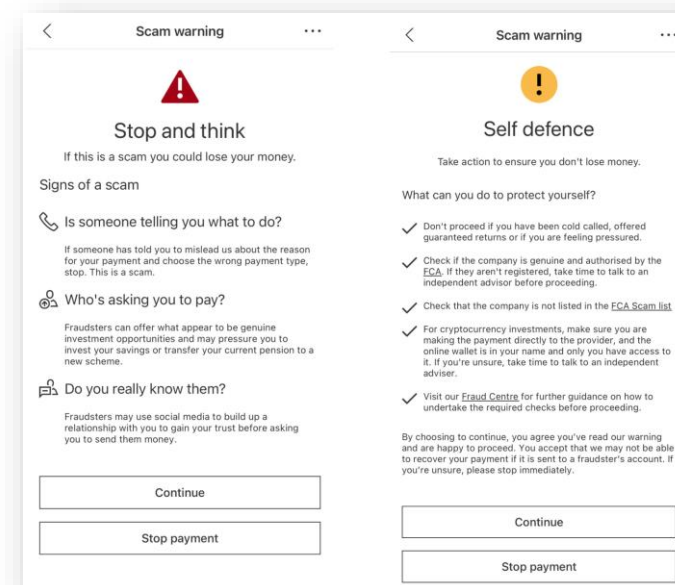 Scam warning
Stop and think
If this is a scam you could lose your money.
Signs of a scam
Is someone telling you what to do?
If someone has told you to mislead us about the reason
for your payment and choose the wrong payment type,
stop. This is a scam.
Who's asking you to pay?
Fraudsters can offer what appear to be genuine
investment opportunities and may pressure you to
invest your savings or transfer your current pension to a
new scheme.
Do you really know them?
Fraudsters may use social media to build up a
relationship with you to gain your trust before asking
you to send them money.
Continue
Stop payment
Scam warning
Self defence
Take action to ensure you don't lose money.
What can you do to protect yourself?
Don't proceed if you have been cold called, offered
guaranteed returns or if you are feeling pressured.
Check if the company is genuine and authorised by the
FCA. If they aren't registered, take time to talk to an
independent advisor before proceeding.
Check that the company is not listed in the FCA Scam list
For cryptocurrency investments, make sure you are
making the payment directly to the provider, and the
online wallet is in your name and only you have access to
it. If you're unsure, take time to talk to an independent
adviser.
Visit our Fraud Centre for further guidance on how to
undertake the required checks before proceeding.
By choosing to continue, you agree you've read our warning
and are happy to proceed. You accept that we may not be able
to recover your payment if it is sent to a fraudster's account. If
you're unsure, please stop immediately.
Continue
Stop payment